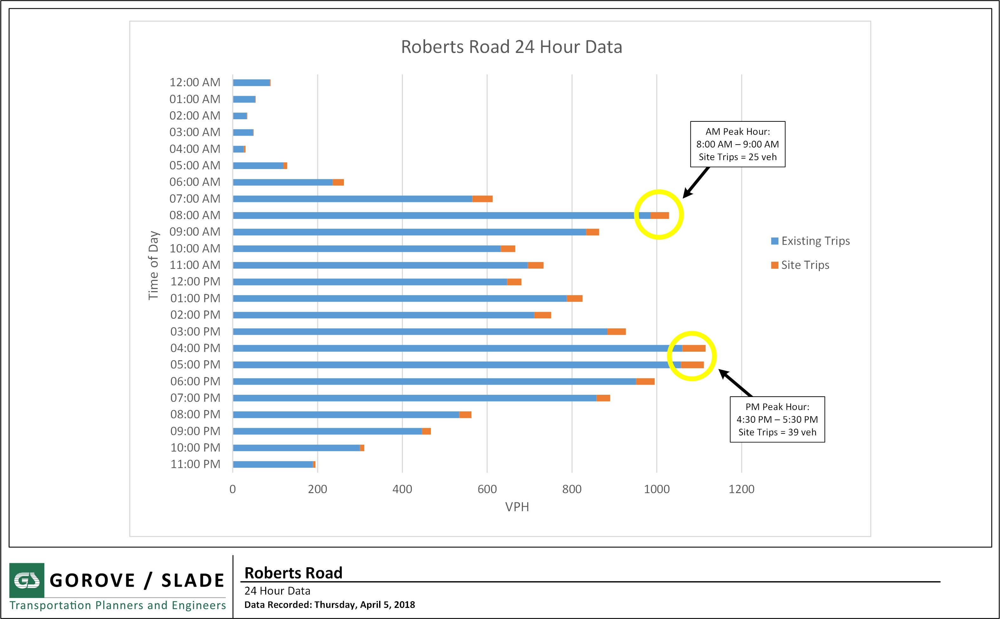 Roberts Road 24 Hour Data
12:00 AM
01:00 AM
02:00 AM
03:00 AM
04:00 AM
05:00 AM
06:00 AM
07:00 AM
08:00 AM
09:00 AM
10:00 AM
11:00 AM
12:00 PM
01:00 PM
02:00 PM
03:00 PM
04:00 PM
05:00 PM
06:00 PM
07:00 PM
08:00 PM
09:00 PM
10:00 PM
11:00 PM
Time of Day
0 200 400 600 800 1000 1200
VPH
AM Peak Hour:
8:00 AM – 9:00 AM
Site Trips = 25 veh
Existing Trips
Site Trips
PM Peak Hour:
4:30 PM – 5:30 PM
Site Trips = 39 veh
GS
GOROVE / SLADE
Transportation Planners and Engineers
Roberts Road
24 Hour Data
Data Recorded: Thursday, April 5, 2018